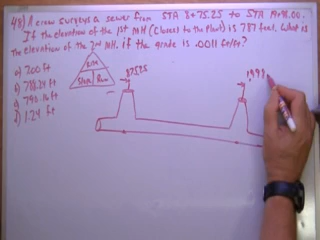 48) A crew surveys a sewer from STA 8+75.25 to STA 19+98.00.
If the elevation of the 1st MH (Closest to the Plant) is 787 feet. What is
the elevation of the 2nd MH. if the grade is .0011 ft/ft?
a) 200 ft
b) 788.24 ft
c) 790.16 ft
d) 1.24 ft
Rise
Slope Run
875.25
1998